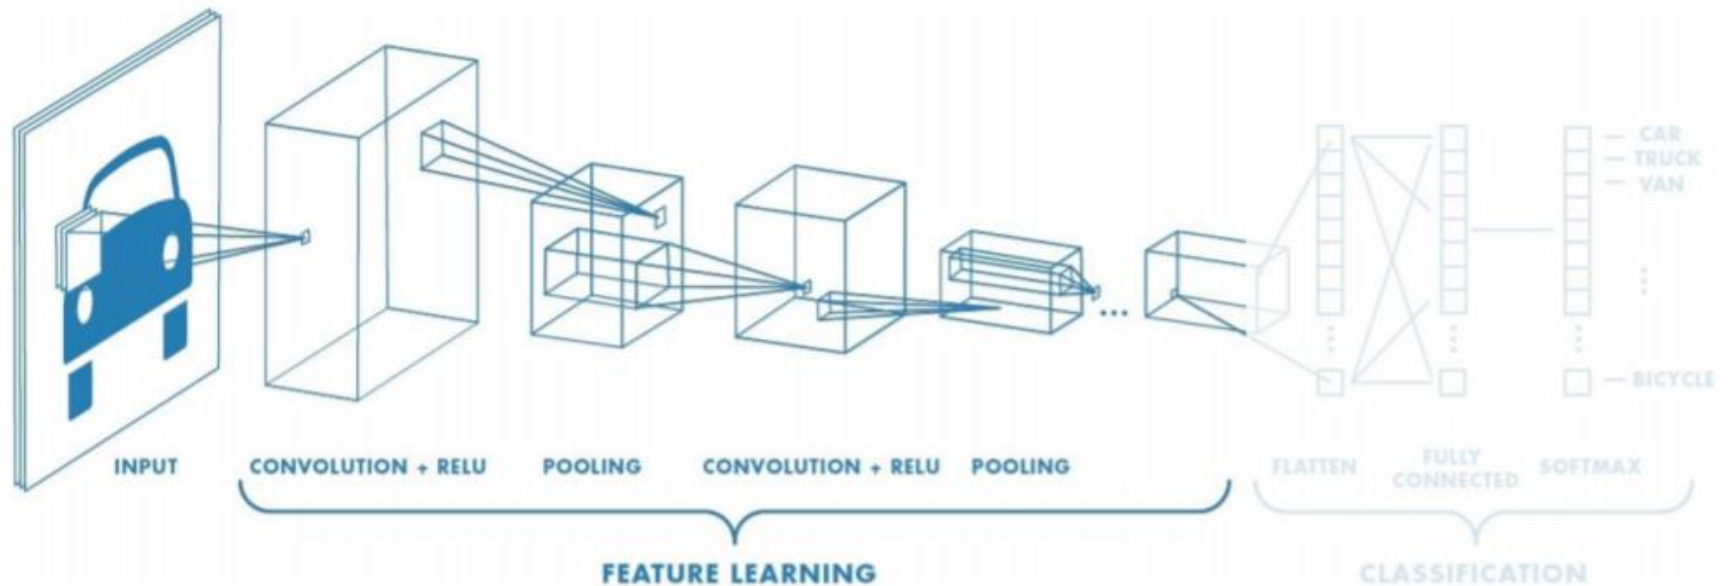 CAR
TRUCK
VAN
BICYCLE
INPUT
CONVOLUTION + RELU
POOLING
CONVOLUTION + RELU
POOLING
FLATTEN
FULLY
CONNECTED
SOFTMAX
FEATURE LEARNING
CLASSIFICATION